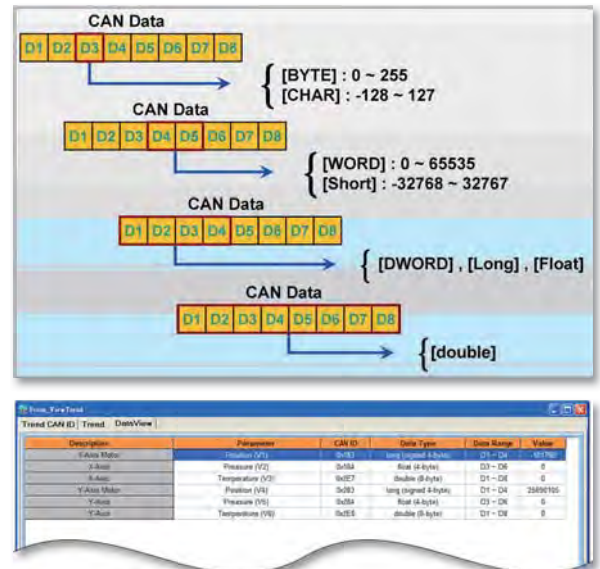 CAN Data
D1 D2 D3 D4 D5 D6 D7 D8
[BYTE] : 0 ~ 255
[CHAR] : -128 ~ 127
CAN Data
D1 D2 D3 D4 D5 D6 D7 D8
[WORD] : 0 ~ 65535
[Short] : -32768 ~ 32767
CAN Data
D1 D2 D3 D4 D5 D6 D7 D8
[DWORD] , [Long] , [Float]
CAN Data
D1 D2 D3 D4 D5 D6 D7 D8
[double]
Trend CAN ID Trend DataView
Description Parameter CAN ID Data Type Data Range Value
Y-Axis Motor Position (V1) 0x183 long (signed 4-byte) D1 ~ D4
X-Axis Pressure (V2) 0x184 float (4-byte) D3 ~ D6 0
X-Axis Temperature (V3) 0x1E7 double (8-byte) D1 ~ D8 0
Y-Axis Motor Position (V4) 0x283 long (signed 4-byte) D1 ~ D4
Y-Axis Pressure (V5) 0x284 float (4-byte) D3 ~ D6 0
Y-Axis Temperature (V6) double (8-byte) D1 ~ D8 0